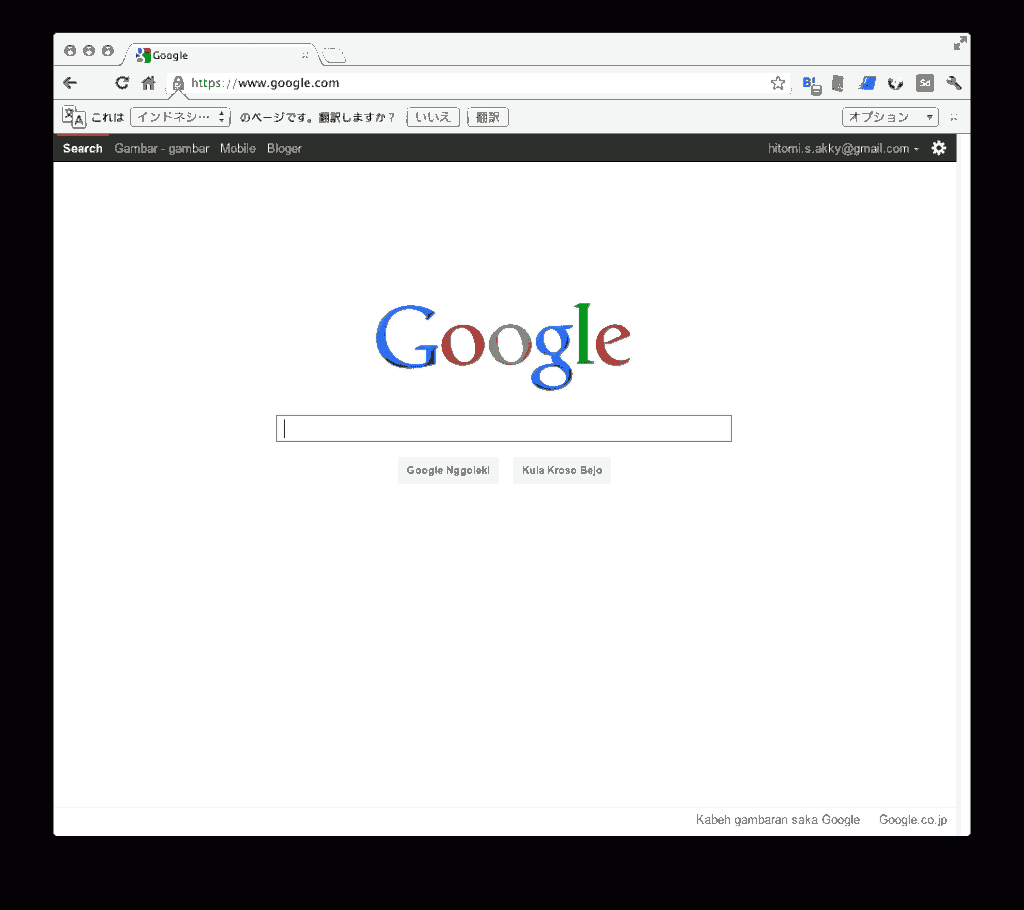 Google
https://www.google.com B!
これは インドネシ… のページです。翻訳しますか？ いいえ 翻訳 オプション
Search Gambar - gambar Mobile Bloger hitomi.s.akky@gmail.com
Google
Google Nggoleki Kula Kroso Bejo
Kabeh gambaran saka Google Google.co.jp